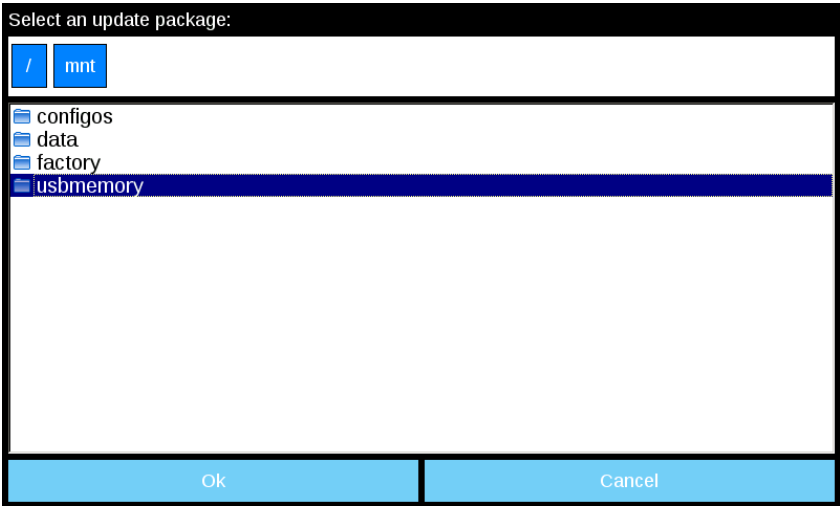 Select an update package:
/ mnt
configos
data
factory
usbmemory
Ok Cancel